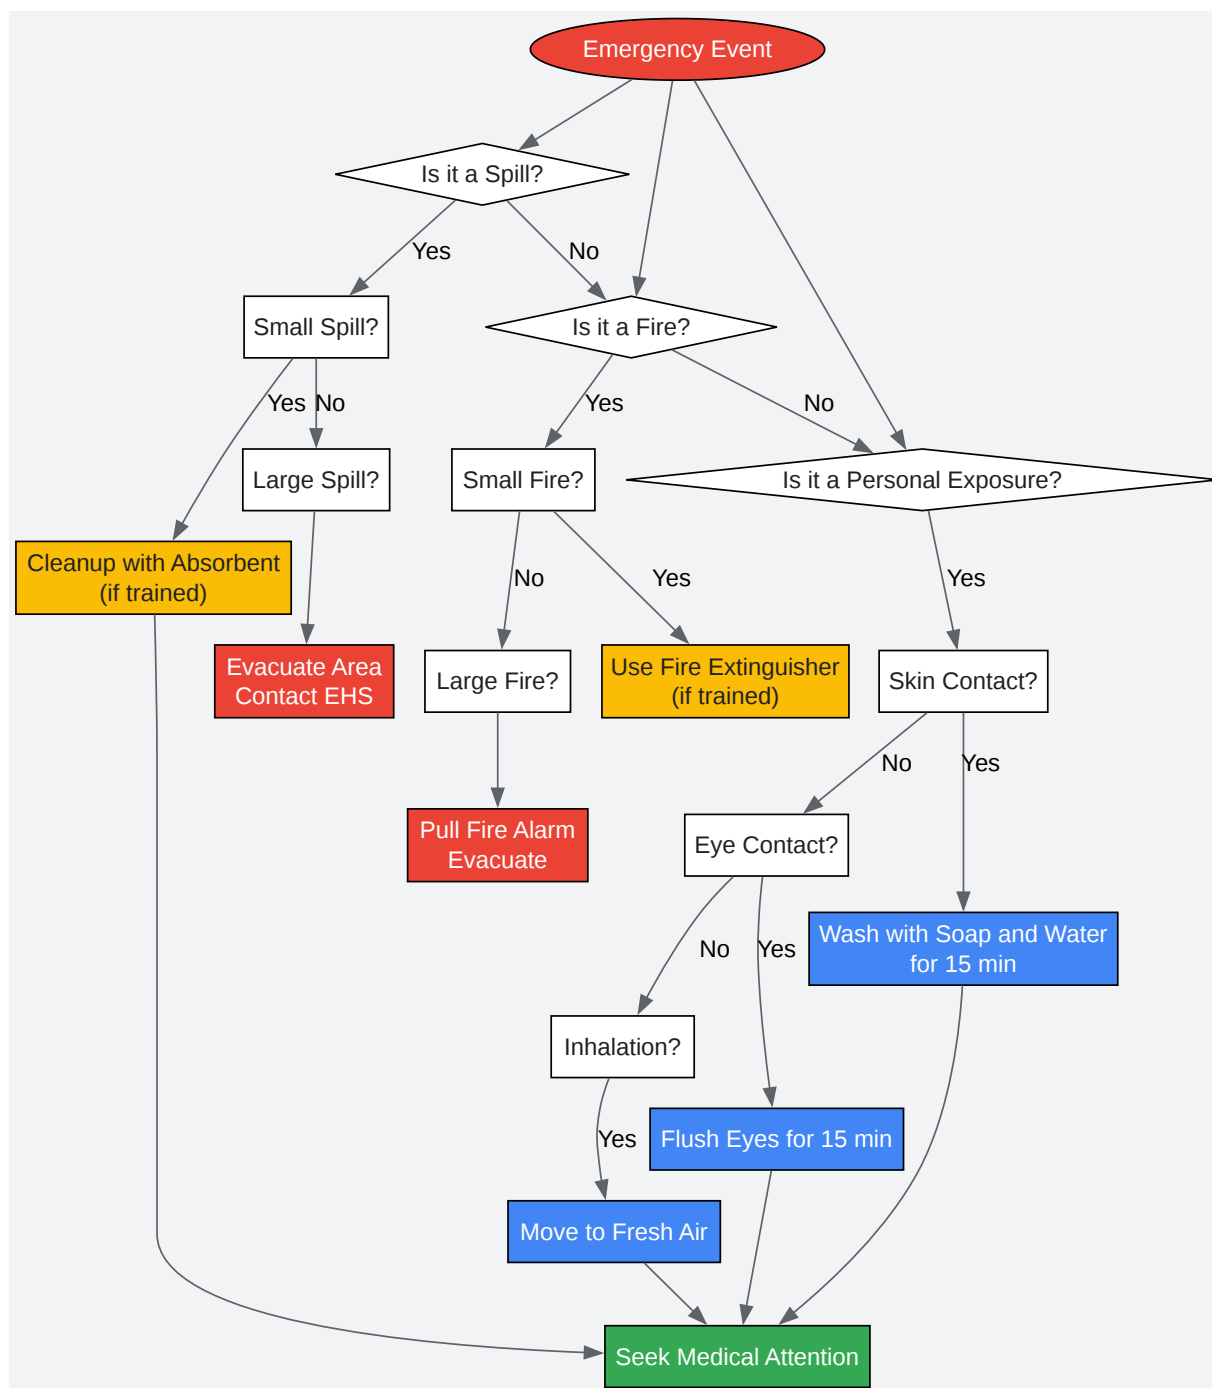 Emergency Event
Is it a Spill?
Yes
No
Small Spill?
Is it a Fire?
Yes
No
Yes
No
Large Spill?
Small Fire?
Is it a Personal Exposure?
Cleanup with Absorbent
(if trained)
No
Yes
Yes
Evacuate Area
Contact EHS
Large Fire?
Use Fire Extinguisher
(if trained)
Skin Contact?
No
Yes
Pull Fire Alarm
Evacuate
Eye Contact?
No
Yes
Wash with Soap and Water
for 15 min
Inhalation?
Yes
Flush Eyes for 15 min
Move to Fresh Air
Seek Medical Attention